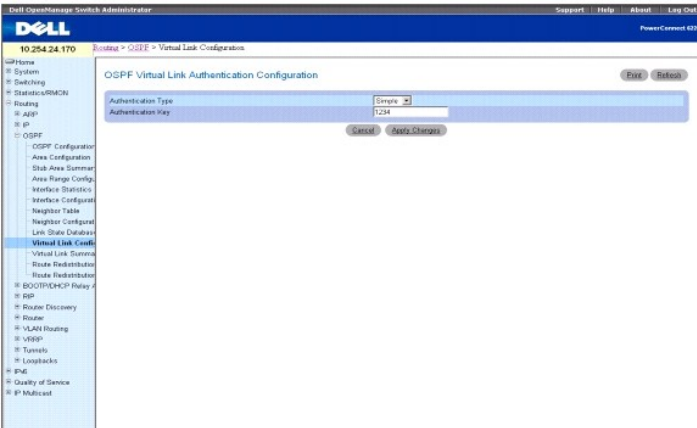 Dell OpenManage Switch Administrator
Support Help About Log Out
DELL
PowerConnect 622
10.254.24.170
Routing > OSPF > Virtual Link Configuration
Home
System
Switching
Statistics/RMON
Routing
ARP
IP
OSPF
OSPF Configuration
Area Configuration
Stub Area Summar
Area Range Configu
Interface Statistics
Interface Configurati
Neighbor Table
Neighbor Configurat
Link State Database
Virtual Link Config
Virtual Link Summa
Route Redistribution
Route Redistribution
BOOTP/DHCP Relay A
RIP
Router Discovery
Router
VLAN Routing
VRRP
Tunnels
Loopbacks
IPv6
Quality of Service
IP Multicast
OSPF Virtual Link Authentication Configuration
Print Refresh
Authentication Type Simple
Authentication Key 1234
Cancel Apply Changes